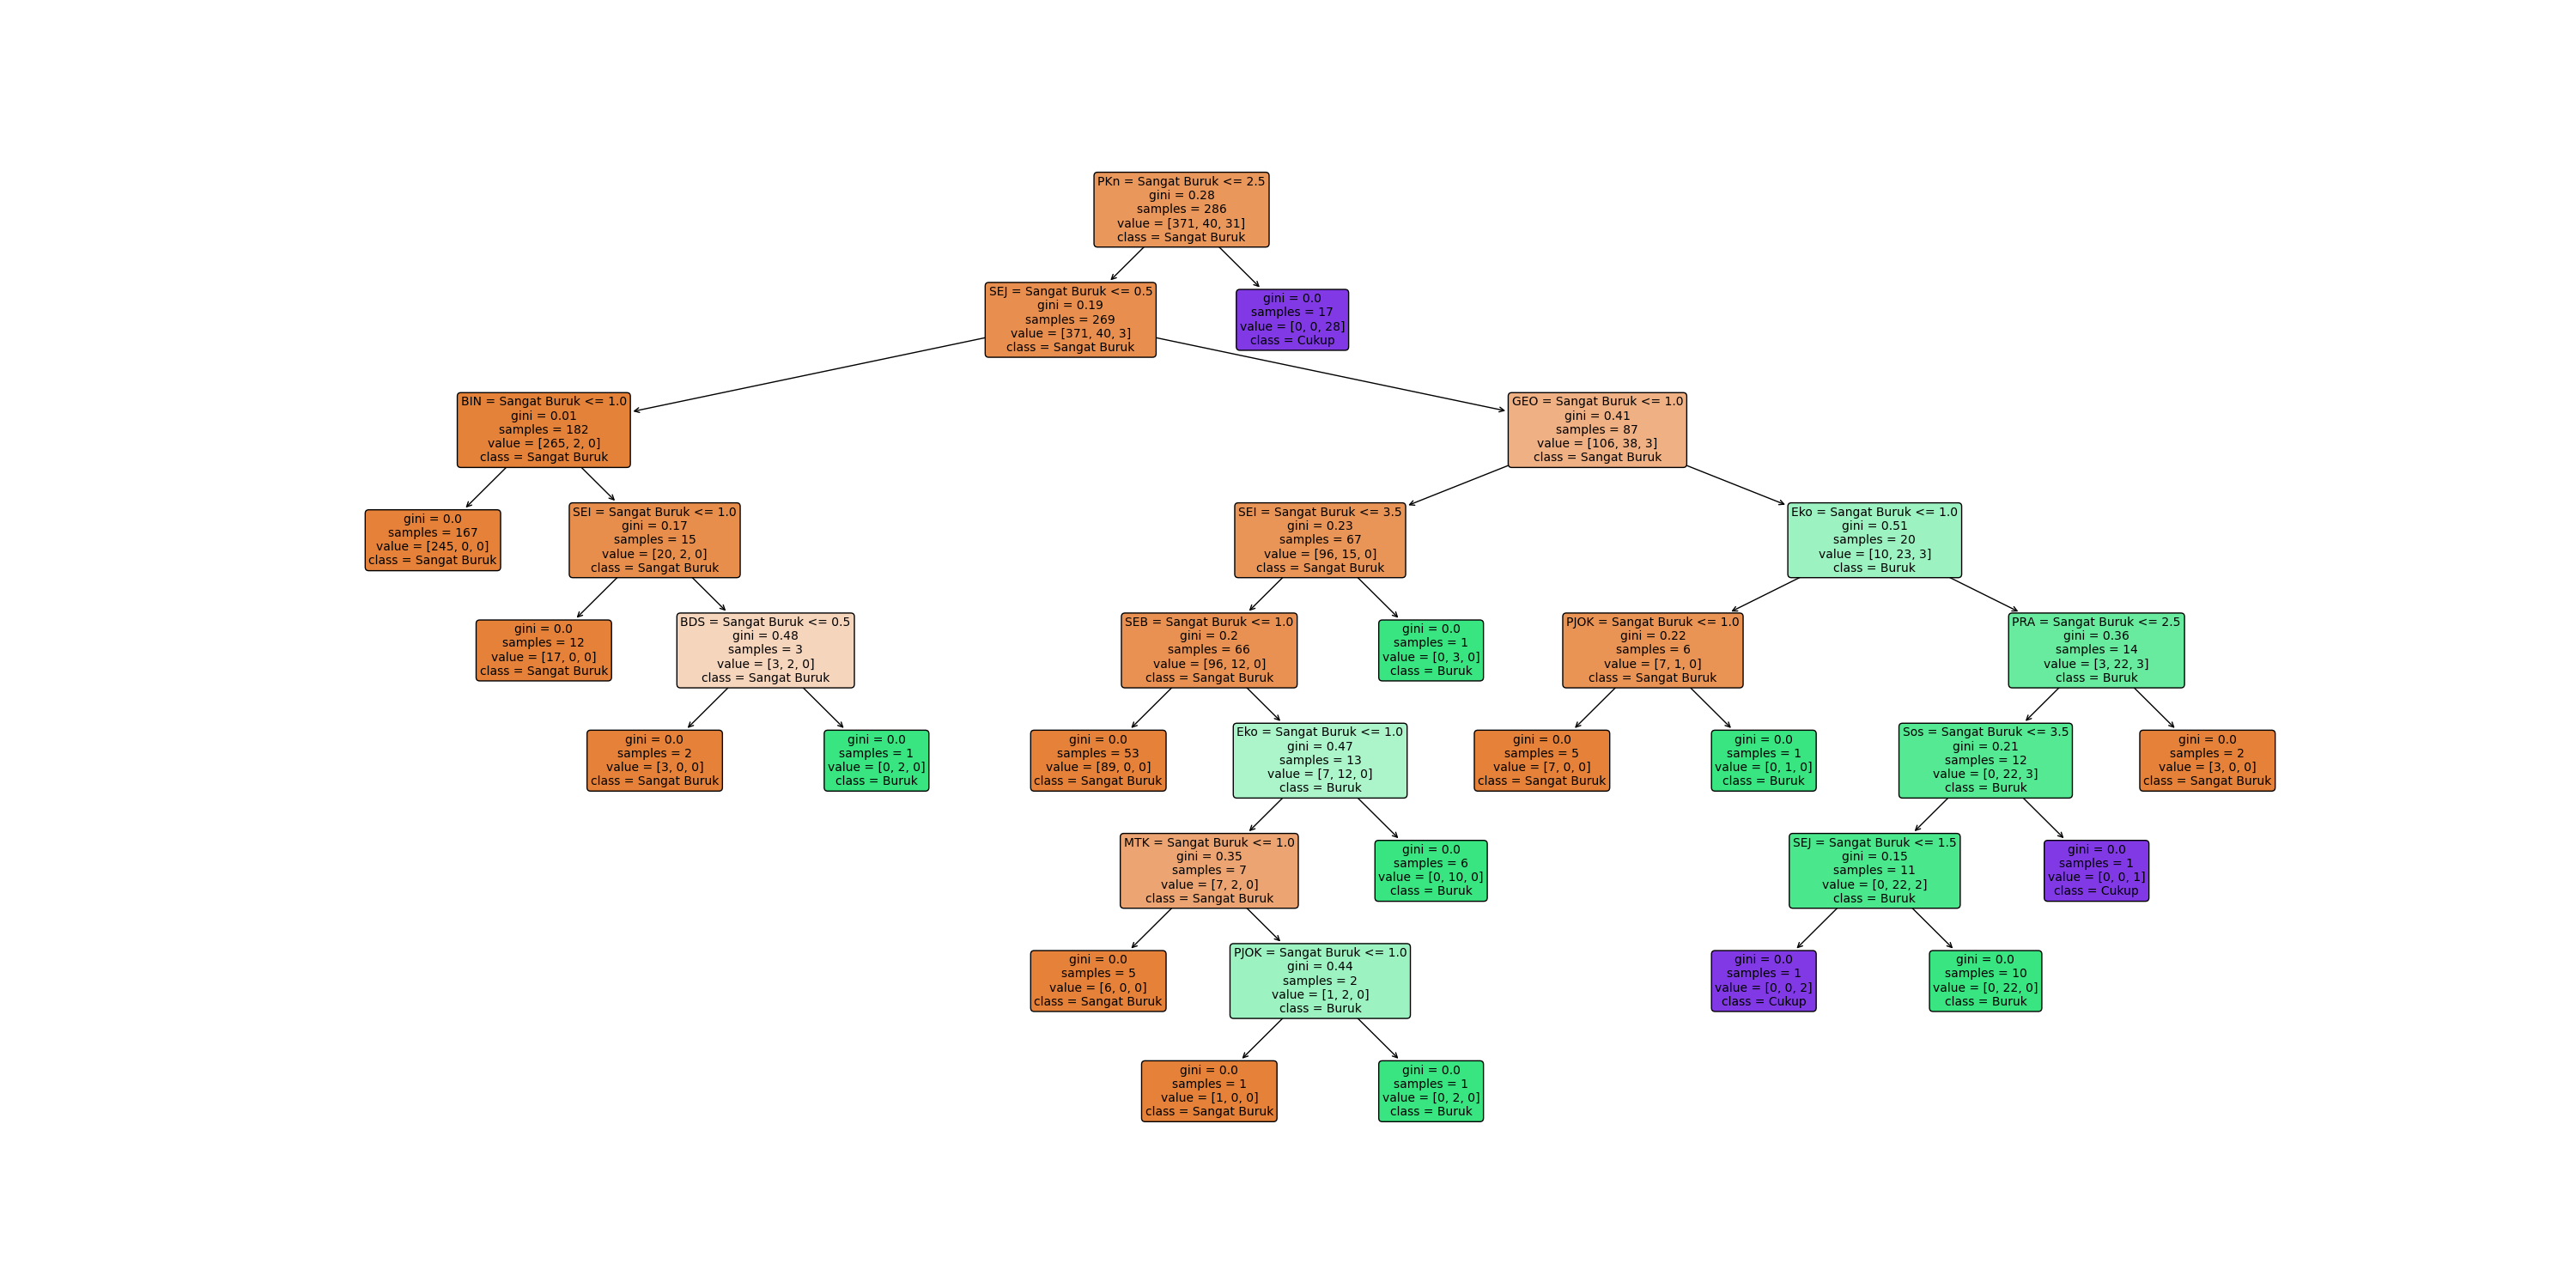 PKn = Sangat Buruk <= 2.5
gini = 0.28
samples = 286
value = [371, 40, 31]
class = Sangat Buruk
SEJ = Sangat Buruk <= 0.5
gini = 0.19
samples = 269
value = [371, 40, 3]
class = Sangat Buruk
gini = 0.0
samples = 17
value = [0, 0, 28]
class = Cukup
BIN = Sangat Buruk <= 1.0
gini = 0.01
samples = 182
value = [265, 2, 0]
class = Sangat Buruk
GEO = Sangat Buruk <= 1.0
gini = 0.41
samples = 87
value = [106, 38, 3]
class = Sangat Buruk
gini = 0.0
samples = 167
value = [245, 0, 0]
class = Sangat Buruk
SEI = Sangat Buruk <= 1.0
gini = 0.17
samples = 15
value = [20, 2, 0]
class = Sangat Buruk
SEI = Sangat Buruk <= 3.5
gini = 0.23
samples = 67
value = [96, 15, 0]
class = Sangat Buruk
Eko = Sangat Buruk <= 1.0
gini = 0.51
samples = 20
value = [10, 23, 3]
class = Buruk
gini = 0.0
samples = 12
value = [17, 0, 0]
class = Sangat Buruk
BDS = Sangat Buruk <= 0.5
gini = 0.48
samples = 3
value = [3, 2, 0]
class = Sangat Buruk
SEB = Sangat Buruk <= 1.0
gini = 0.2
samples = 66
value = [96, 12, 0]
class = Sangat Buruk
gini = 0.0
samples = 1
value = [0, 3, 0]
class = Buruk
PJOK = Sangat Buruk <= 1.0
gini = 0.22
samples = 6
value = [7, 1, 0]
class = Sangat Buruk
PRA = Sangat Buruk <= 2.5
gini = 0.36
samples = 14
value = [3, 22, 3]
class = Buruk
gini = 0.0
samples = 2
value = [3, 0, 0]
class = Sangat Buruk
gini = 0.0
samples = 1
value = [0, 2, 0]
class = Buruk
gini = 0.0
samples = 53
value = [89, 0, 0]
class = Sangat Buruk
Eko = Sangat Buruk <= 1.0
gini = 0.47
samples = 13
value = [7, 12, 0]
class = Buruk
gini = 0.0
samples = 5
value = [7, 0, 0]
class = Sangat Buruk
gini = 0.0
samples = 1
value = [0, 1, 0]
class = Buruk
Sos = Sangat Buruk <= 3.5
gini = 0.21
samples = 12
value = [0, 22, 3]
class = Buruk
gini = 0.0
samples = 2
value = [3, 0, 0]
class = Sangat Buruk
MTK = Sangat Buruk <= 1.0
gini = 0.35
samples = 7
value = [7, 2, 0]
class = Sangat Buruk
gini = 0.0
samples = 6
value = [0, 10, 0]
class = Buruk
SEJ = Sangat Buruk <= 1.5
gini = 0.15
samples = 11
value = [0, 22, 2]
class = Buruk
gini = 0.0
samples = 1
value = [0, 0, 1]
class = Cukup
gini = 0.0
samples = 5
value = [6, 0, 0]
class = Sangat Buruk
PJOK = Sangat Buruk <= 1.0
gini = 0.44
samples = 2
value = [1, 2, 0]
class = Buruk
gini = 0.0
samples = 1
value = [0, 0, 2]
class = Cukup
gini = 0.0
samples = 10
value = [0, 22, 0]
class = Buruk
gini = 0.0
samples = 1
value = [1, 0, 0]
class = Sangat Buruk
gini = 0.0
samples = 1
value = [0, 2, 0]
class = Buruk